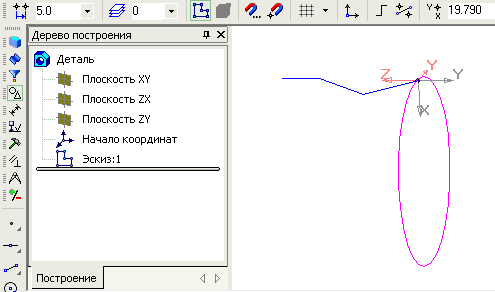 5.0 0 19.790
Дерево построения
Деталь
Плоскость XY
Плоскость ZX
Плоскость ZY
Начало координат
Эскиз:1
Построение
Z Y Y
X